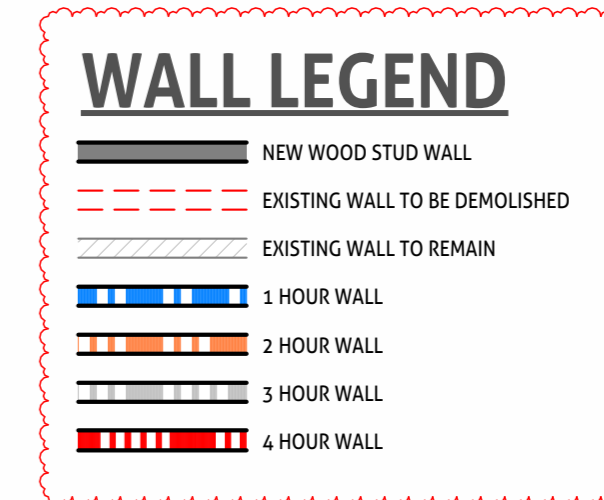 WALL LEGEND
NEW WOOD STUD WALL
EXISTING WALL TO BE DEMOLISHED
EXISTING WALL TO REMAIN
1 HOUR WALL
2 HOUR WALL
3 HOUR WALL
4 HOUR WALL